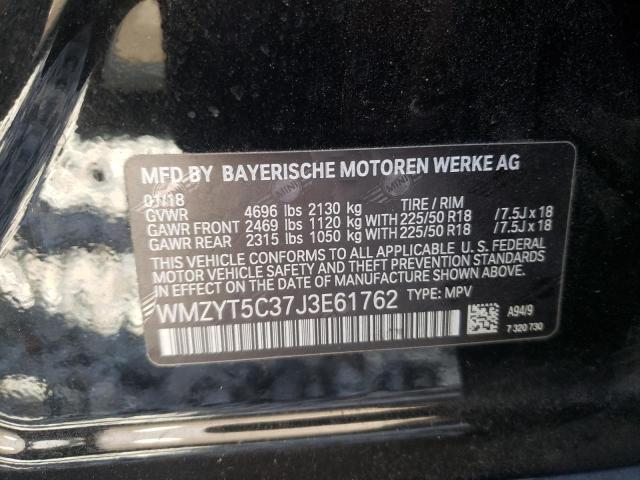 MFD BY BAYERISCHE MOTOREN WERKE AG
01/18
GVWR 4696 lbs 2130 kg TIRE / RIM
GAWR FRONT 2469 lbs 1120 kg WITH 225/50 R18 /7.5J x 18
GAWR REAR 2315 lbs 1050 kg WITH 225/50 R18 /7.5J x 18
THIS VEHICLE CONFORMS TO ALL APPLICABLE U. S. FEDERAL
MOTOR VEHICLE SAFETY, BUMPER, AND THEFT PREVENTION STANDARDS
IN EFFECT ON THE DATE OF MANUFACTURE SHOWN ABOVE.
WMZYT5C37J3E61762 TYPE: MPV
A94/9
7 320 730
MINI
MINI